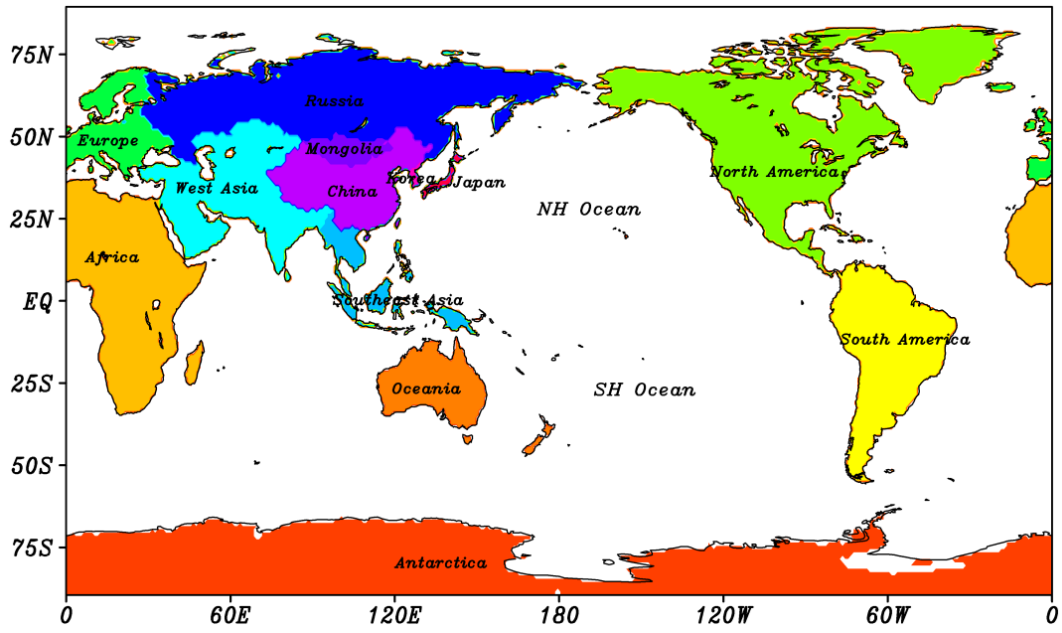 75N
Russia
50N
Europe
Mongolia
Korea
Japan
West Asia
China
North America
25N
NH Ocean
Africa
EQ
Southeast Asia
South America
25S
Oceania
SH Ocean
50S
75S
Antarctica
0
60E
120E
180
120W
60W
0